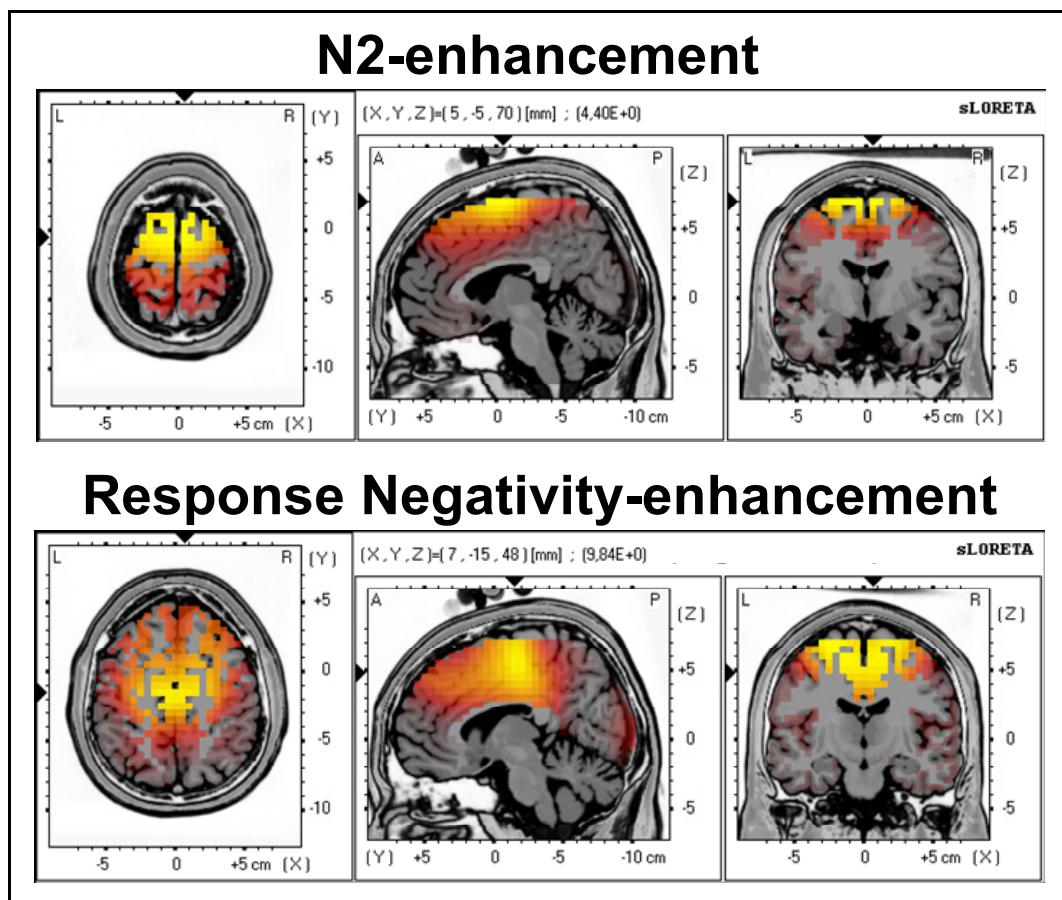 N2-enhancement
L R (Y) (X,Y,Z)=(5,-5,70)[mm] ; (4,40E+0) sLORETA
A P (Z) L R (Z)
+5 0 -5 -10
+5 0 -5
+5 0 -5
-5 0 +5 cm (X) (Y) +5 0 -5 -10 cm -5 0 +5 cm (X)
Response Negativity-enhancement
L R (Y) (X,Y,Z)=(7,-15,48)[mm] ; (9,84E+0) sLORETA
A P (Z) L R (Z)
+5 0 -5 -10
+5 0 -5
+5 0 -5
-5 0 +5 cm (X) (Y) +5 0 -5 -10 cm -5 0 +5 cm (X)